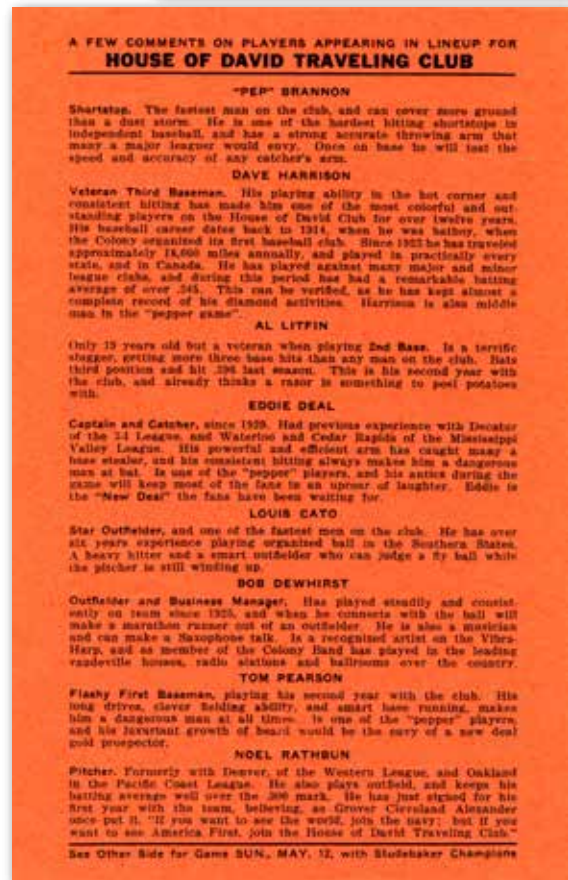 A FEW COMMENTS ON PLAYERS APPEARING IN LINEUP FOR
HOUSE OF DAVID TRAVELING CLUB
"PEP" BRANNON
Shortstop. The fastest man on the club, and can cover more ground
than a dust storm. He is one of the hardest hitting shortstops in
independent baseball, and has a strong accurate throwing arm that
many a major leaguer would envy. Once on base he will test the
speed and accuracy of any catcher's arm.
DAVE HARRISON
Veteran Third Baseman. His playing ability in the hot corner and
consistent hitting has made him one of the most colorful and out-
standing players on the House of David Club for over twelve years.
His baseball career dates back to 1914, when he was batboy, when
the Colony organized its first baseball club. Since 1922 he has traveled
approximately  miles annually, and played in practically every
state, and in Canada. He has played against many major and minor
league clubs, and during this period has had a remarkable batting
average of over  This can be verified, as he has kept almost a
complete record of his diamond activities. Harrison is also middle
man in the "pepper game".
AL LITFIN
Only 19 years old but a veteran when playing 2nd Base. Is a terrific
slugger, getting more three base hits than any man on the club. Bats
third position and hit  last season. This is his second year with
the club, and already thinks a razor is something to peel potatoes
with.
EDDIE DEAL
Captain and Catcher, since 1929. Had previous experience with Decatur
of the  League, and Waterloo and Cedar Rapids of the Mississippi
Valley League. His powerful and efficient arm has caught many a
base stealer, and his consistent hitting always makes him a dangerous
man at bat. Is one of the "pepper" players, and his antics during the
game will keep most of the fans in an uproar of laughter. Eddie is
the "New Deal" the fans have been waiting for.
LOUIS CATO
Star Outfielder, and one of the fastest men on the club. He has over
six years experience playing organized ball in the Southern States.
A heavy hitter and a smart outfielder who can judge a fly ball while
the pitcher is still winding up.
BOB DEWHIRST
Outfielder and Business Manager. Has played steadily and consist-
ently on team since 1925, and when he connects with the ball will
make a marathon runner out of an outfielder. He is also a musician
and can make a Saxophone talk. Is a recognized artist on the Vibra-
Harp, and as member of the Colony Band has played in the leading
vaudeville houses, radio stations and ballrooms over the country.
TOM PEARSON
Flashy First Baseman, playing his second year with the club. His
long drives, clever fielding ability, and smart base running, makes
him a dangerous man at all times. Is one of the "pepper" players,
and his luxuriant growth of beard would be the envy of a new deal
gold prospector.
NOEL RATHBUN
Pitcher. Formerly with Denver, of the Western League, and Oakland
in the Pacific Coast League. He also plays outfield, and keeps his
batting average well over the .300 mark. He has just signed for his
first year with the team, believing, as Grover Cleveland Alexander
once put it, "If you want to see the world, join the navy; but if you
want to see America First, join the House of David Traveling Club."
See Other Side for Game SUN., MAY, 12, with Studebaker Champions